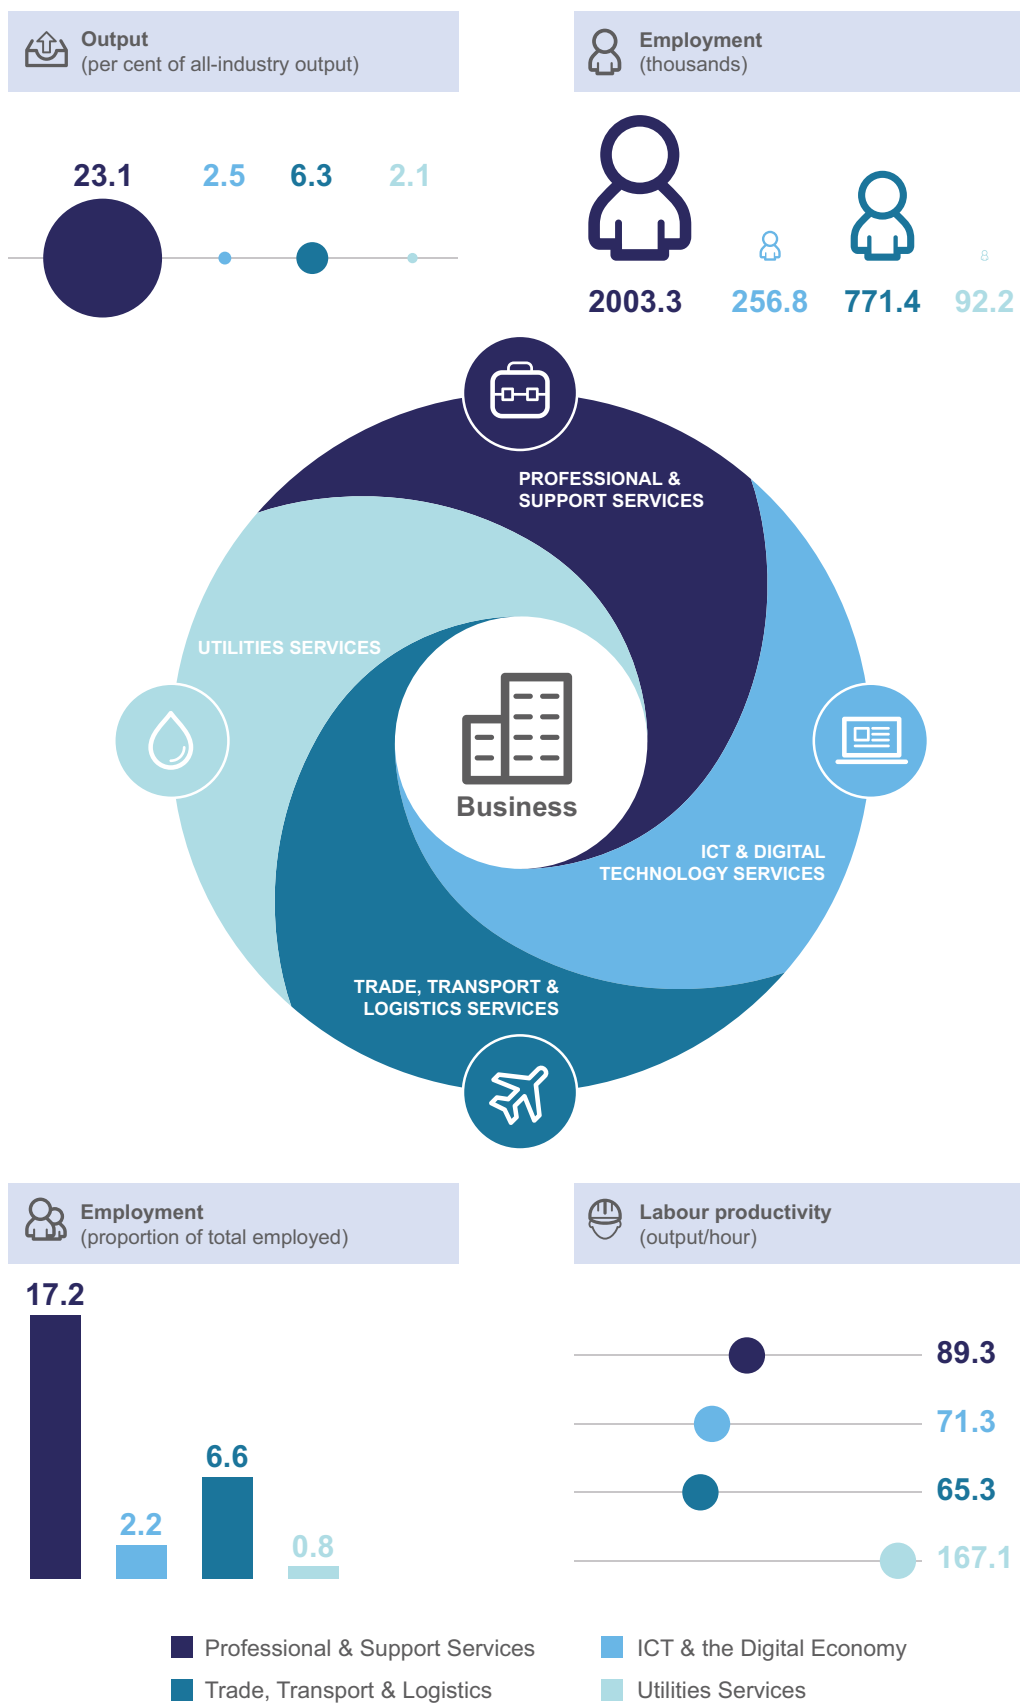 Output
(per cent of all-industry output)
Employment
(thousands)
23.1 2.5 6.3 2.1
2003.3 256.8 771.4 92.2
PROFESSIONAL &
SUPPORT SERVICES
UTILITIES SERVICES
Business
ICT & DIGITAL
TECHNOLOGY SERVICES
TRADE, TRANSPORT &
LOGISTICS SERVICES
Employment
(proportion of total employed)
17.2
2.2
6.6
0.8
Labour productivity
(output/hour)
89.3
71.3
65.3
167.1
Professional & Support Services
ICT & the Digital Economy
Trade, Transport & Logistics
Utilities Services